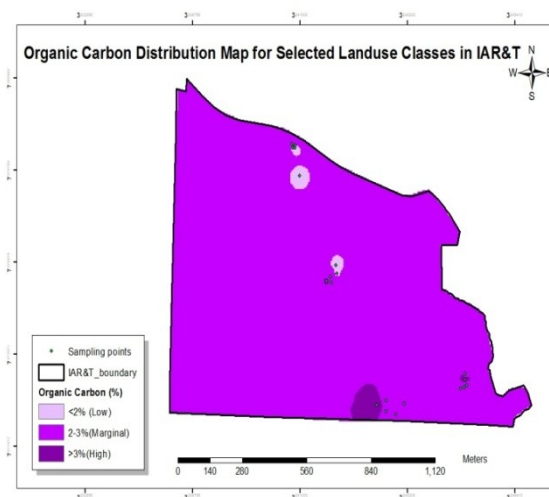 Organic Carbon Distribution Map for Selected Landuse Classes in IAR&T
N
W E
S
Sampling points
IAR&T_boundary
Organic Carbon (%)
<2% (Low)
2-3%(Marginal)
>3%(High)
Meters
0 140 280 560 840 1,120